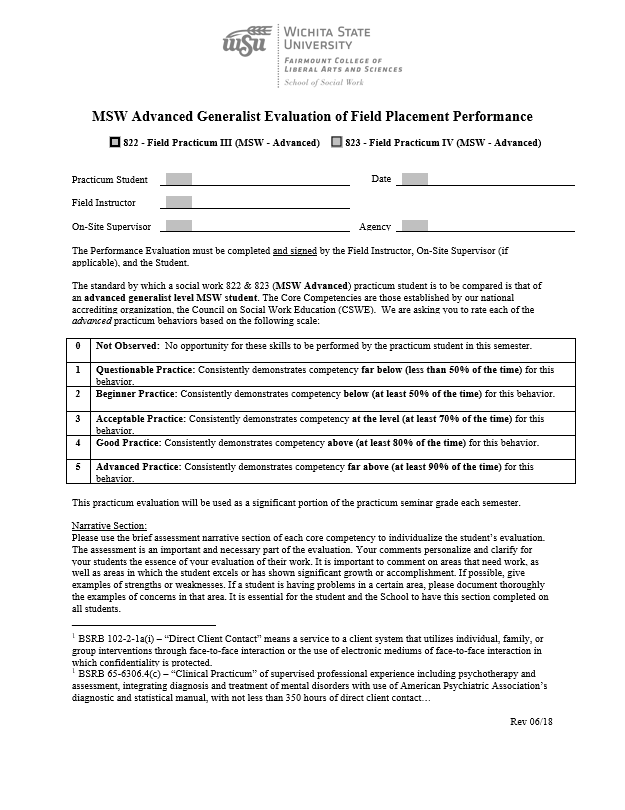 wsu
WICHITA STATE
UNIVERSITY
FAIRMOUNT COLLEGE OF
LIBERAL ARTS AND SCIENCES
School of Social Work
MSW Advanced Generalist Evaluation of Field Placement Performance
822 - Field Practicum III (MSW - Advanced) 823 - Field Practicum IV (MSW - Advanced)
Practicum Student Date
Field Instructor
On-Site Supervisor Agency
The Performance Evaluation must be completed and signed by the Field Instructor, On-Site Supervisor (if
applicable), and the Student.
The standard by which a social work 822 & 823 (MSW Advanced) practicum student is to be compared is that of
an advanced generalist level MSW student. The Core Competencies are those established by our national
accrediting organization, the Council on Social Work Education (CSWE). We are asking you to rate each of the
advanced practicum behaviors based on the following scale:
0 Not Observed: No opportunity for these skills to be performed by the practicum student in this semester.
1 Questionable Practice: Consistently demonstrates competency far below (less than 50% of the time) for this
behavior.
2 Beginner Practice: Consistently demonstrates competency below (at least 50% of the time) for this behavior.
3 Acceptable Practice: Consistently demonstrates competency at the level (at least 70% of the time) for this
behavior.
4 Good Practice: Consistently demonstrates competency above (at least 80% of the time) for this behavior.
5 Advanced Practice: Consistently demonstrates competency far above (at least 90% of the time) for this
behavior.
This practicum evaluation will be used as a significant portion of the practicum seminar grade each semester.
Narrative Section:
Please use the brief assessment narrative section of each core competency to individualize the student's evaluation.
The assessment is an important and necessary part of the evaluation. Your comments personalize and clarify for
your students the essence of your evaluation of their work. It is important to comment on areas that need work, as
well as areas in which the student excels or has shown significant growth or accomplishment. If possible, give
examples of strengths or weaknesses. If a student is having problems in a certain area, please document thoroughly
the examples of concerns in that area. It is essential for the student and the School to have this section completed on
all students.
1 BSRB 102-2-1a(i) – “Direct Client Contact” means a service to a client system that utilizes individual, family, or
group interventions through face-to-face interaction or the use of electronic mediums of face-to-face interaction in
which confidentiality is protected.
1 BSRB 65-6306.4(c) – “Clinical Practicum” of supervised professional experience including psychotherapy and
assessment, integrating diagnosis and treatment of mental disorders with use of American Psychiatric Association’s
diagnostic and statistical manual, with not less than 350 hours of direct client contact…
Rev 06/18